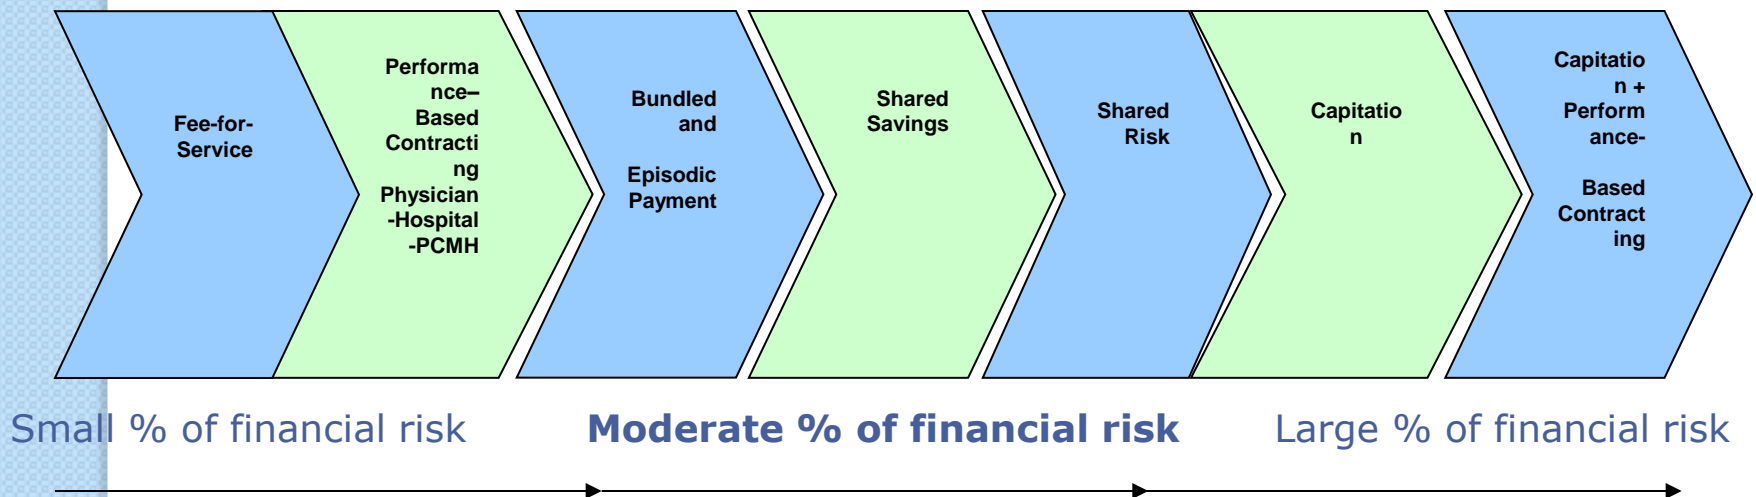 Fee-for-
Service
Performa
nce–
Based
Contracti
ng
Physician
-Hospital
-PCMH
Bundled
and
Episodic
Payment
Shared
Savings
Shared
Risk
Capitatio
n
Capitatio
n +
Perform
ance-
Based
Contract
ing
Small % of financial risk
Moderate % of financial risk
Large % of financial risk